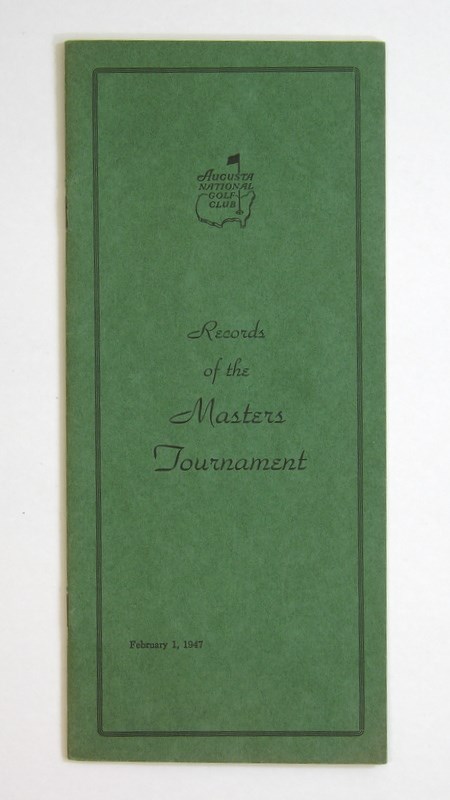 Augusta
National
Golf
Club
Records
of the
Masters
Tournament
February 1, 1947